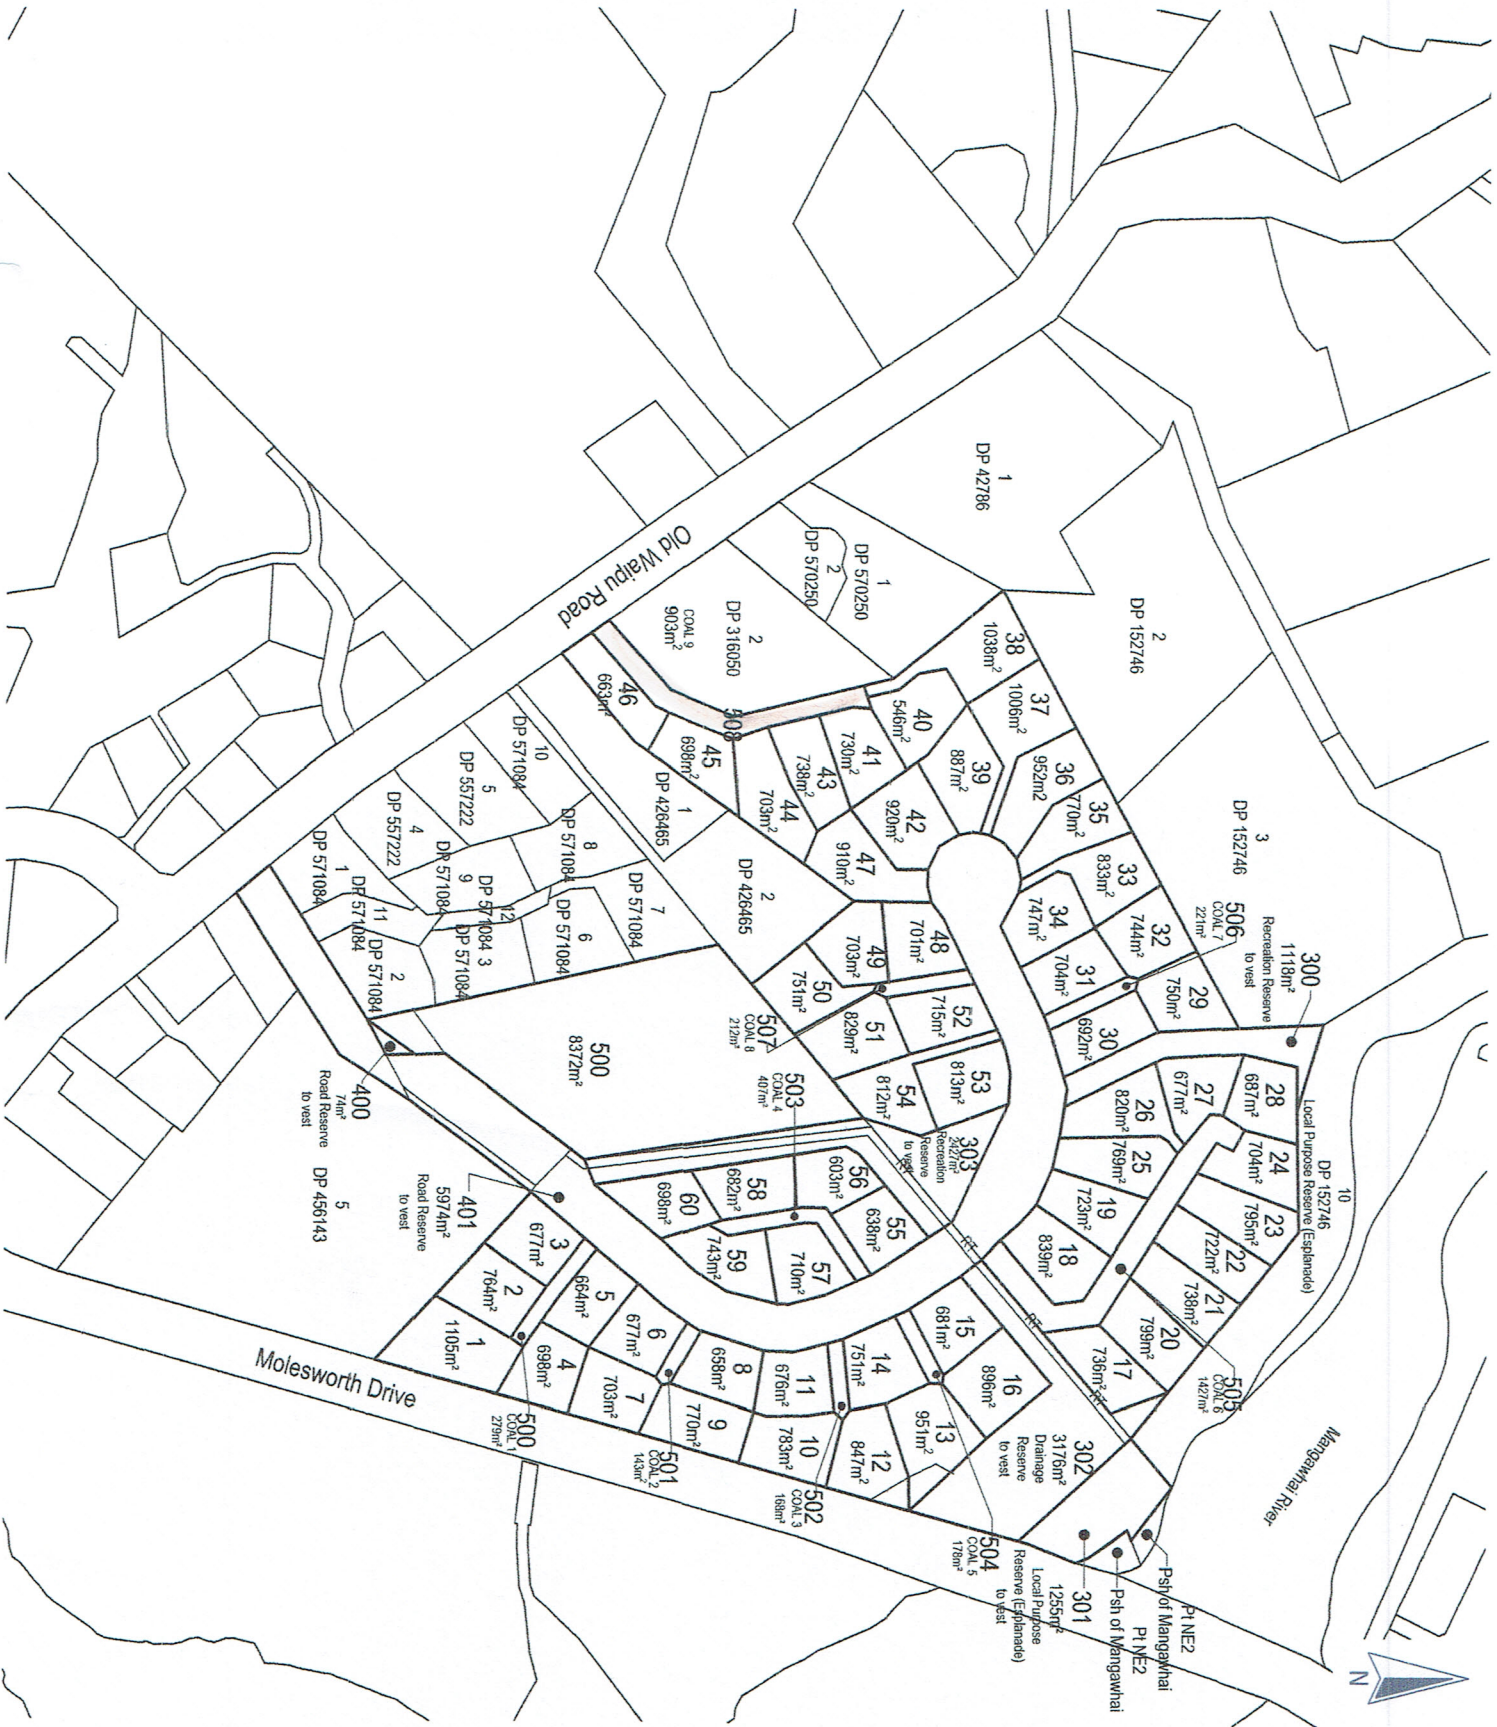 1
DP 42786
2
DP 152746
3
DP 152746
10
DP 152746
Local Purpose Reserve (Esplanade)
1
DP 570250
2
DP 570250
2
DP 316050
COAL 9
903m²
Old Waipu Road
508
38
1038m²
37
1006m²
36
952m2
35
770m²
33
833m²
34
747m²
32
744m²
31
704m²
29
750m²
30
692m²
506
COAL 7
221m²
300
1118m²
Recreation Reserve
to vest
28
687m²
27
677m²
26
820m²
25
769m²
24
704m²
23
795m²
22
722m²
21
738m²
20
799m²
19
723m²
18
839m²
17
736m²
505
COAL 6
1427m²
40
546m²
39
887m²
41
730m²
42
920m²
43
738m²
44
703m²
45
698m²
46
663m²
47
910m²
48
701m²
49
703m²
50
751m²
51
829m²
52
715m²
53
813m²
54
812m²
507
COAL 8
212m²
303
2427m²
Recreation
Reserve
to vest
503
COAL 4
407m²
56
603m²
55
638m²
58
682m²
57
710m²
60
698m²
59
743m²
500
8372m²
1
DP 426465
2
DP 426465
10
DP 571084
5
DP 557222
4
DP 557222
8
DP 571084
9
DP 571084
1
DP 571084
11
DP 571084
12
DP 571084
3
DP 571084
6
DP 571084
7
DP 571084
2
DP 571084
400
74m²
Road Reserve
to vest
401
5974m²
Road Reserve
to vest
5
DP 456143
3
677m²
2
764m²
1
1105m²
5
664m²
4
698m²
6
677m²
7
703m²
8
658m²
9
770m²
11
676m²
10
783m²
14
751m²
12
847m²
15
681m²
13
951m²
16
896m²
500
COAL 1
279m²
501
COAL 2
143m²
502
COAL 3
168m²
504
COAL 5
178m²
302
3176m²
Drainage
Reserve
to vest
301
1255m²
Local Purpose
Reserve (Esplanade)
to vest
Pt NE2
Psh of Mangawhai
Pt NE2
Psh of Mangawhai
Mangawhai River
Molesworth Drive
RT
RT
RT
RT
N